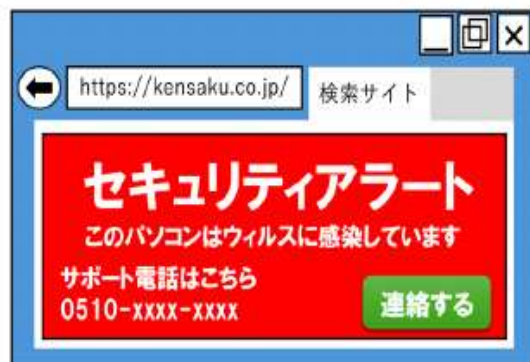 https://kensaku.co.jp/ 検索サイト
セキュリティアラート
このパソコンはウィルスに感染しています
サポート電話はこちら
0510-xxxx-xxxx
連絡する